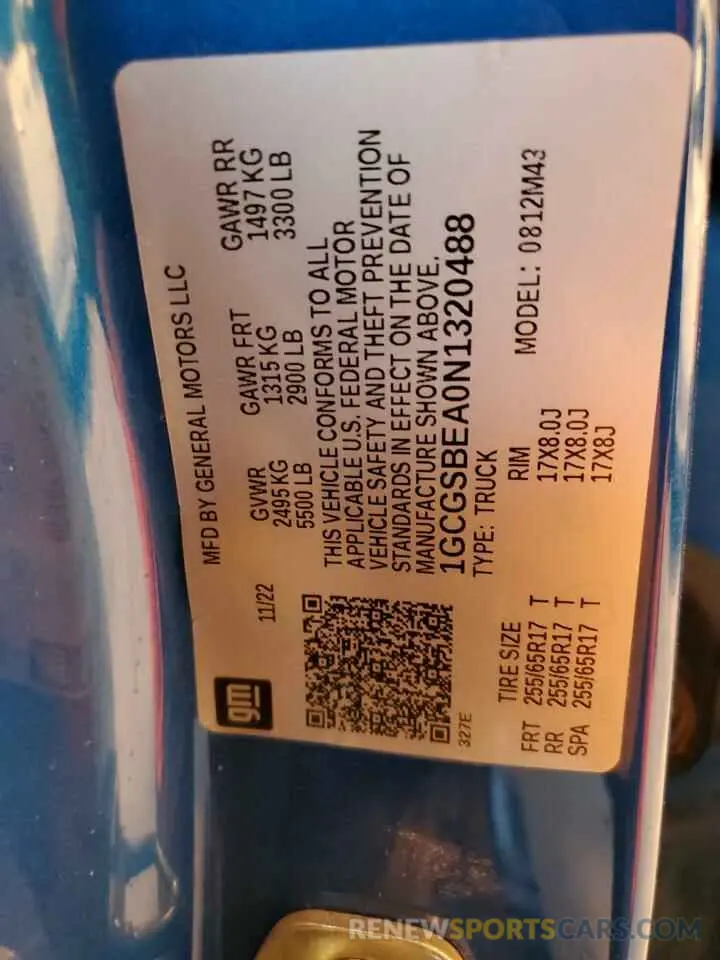 MFD BY GENERAL MOTORS LLC
gm
11/22
GVWR GAWR FRT GAWR RR
2495 KG 1315 KG 1497 KG
5500 LB 2900 LB 3300 LB
THIS VEHICLE CONFORMS TO ALL
APPLICABLE U.S. FEDERAL MOTOR
VEHICLE SAFETY AND THEFT PREVENTION
STANDARDS IN EFFECT ON THE DATE OF
MANUFACTURE SHOWN ABOVE.
1GCGSBEA0N1320488
327E
TYPE: TRUCK MODEL: 0812M43
TIRE SIZE RIM
FRT 255/65R17 T 17X8.0J
RR 255/65R17 T 17X8.0J
SPA 255/65R17 T 17X8J
RENEWSPORTSCARS.COM